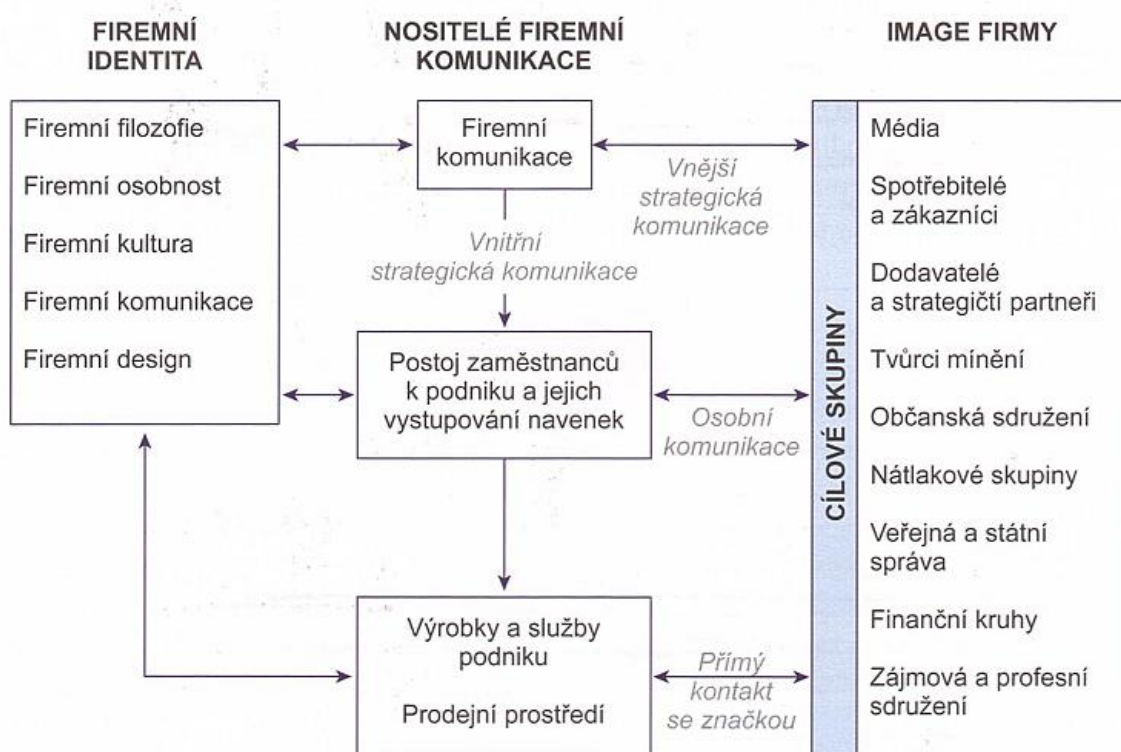 FIREMNÍ
IDENTITA
NOSITELÉ FIREMNÍ
KOMUNIKACE
IMAGE FIRMY
Firemní filozofie
Firemní osobnost
Firemní kultura
Firemní komunikace
Firemní design
Firemní
komunikace
Vnitřní
strategická komunikace
Postoj zaměstnanců
k podniku a jejich
vystupování navenek
Výrobky a služby
podniku
Prodejní prostředí
Vnější
strategická
komunikace
Osobní
komunikace
Přímý
kontakt
se značkou
CÍLOVÉ SKUPINY
Média
Spotřebitelé
a zákazníci
Dodavatelé
a strategičtí partneři
Tvůrci mínění
Občanská sdružení
Nátlakové skupiny
Veřejná a státní
správa
Finanční kruhy
Zájmová a profesní
sdružení